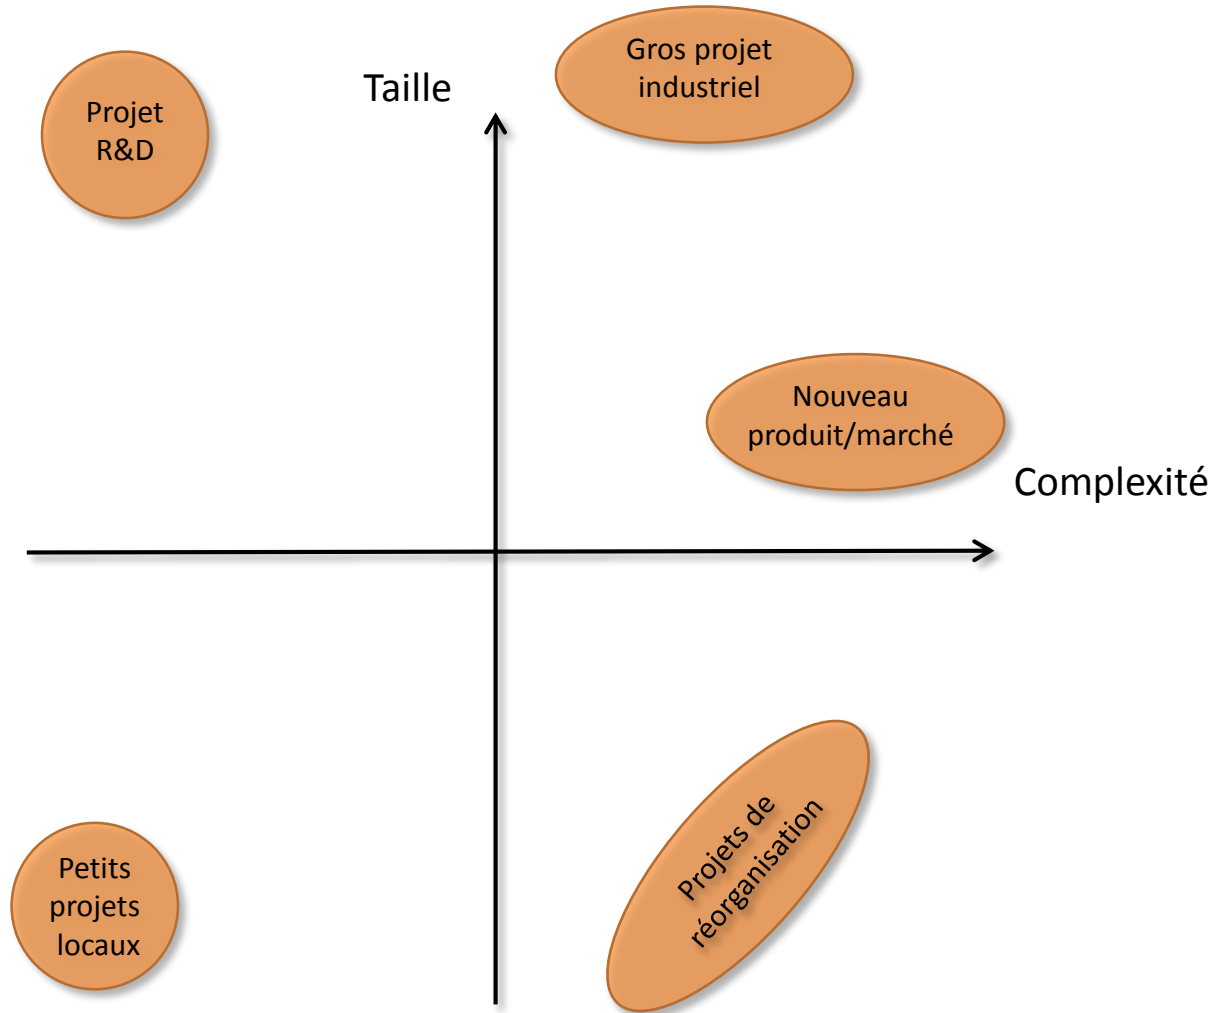 Gros projet
industriel
Taille
Projet
R&D
Nouveau
produit/marché
Complexité
Projets de
réorganisation
Petits
projets
locaux